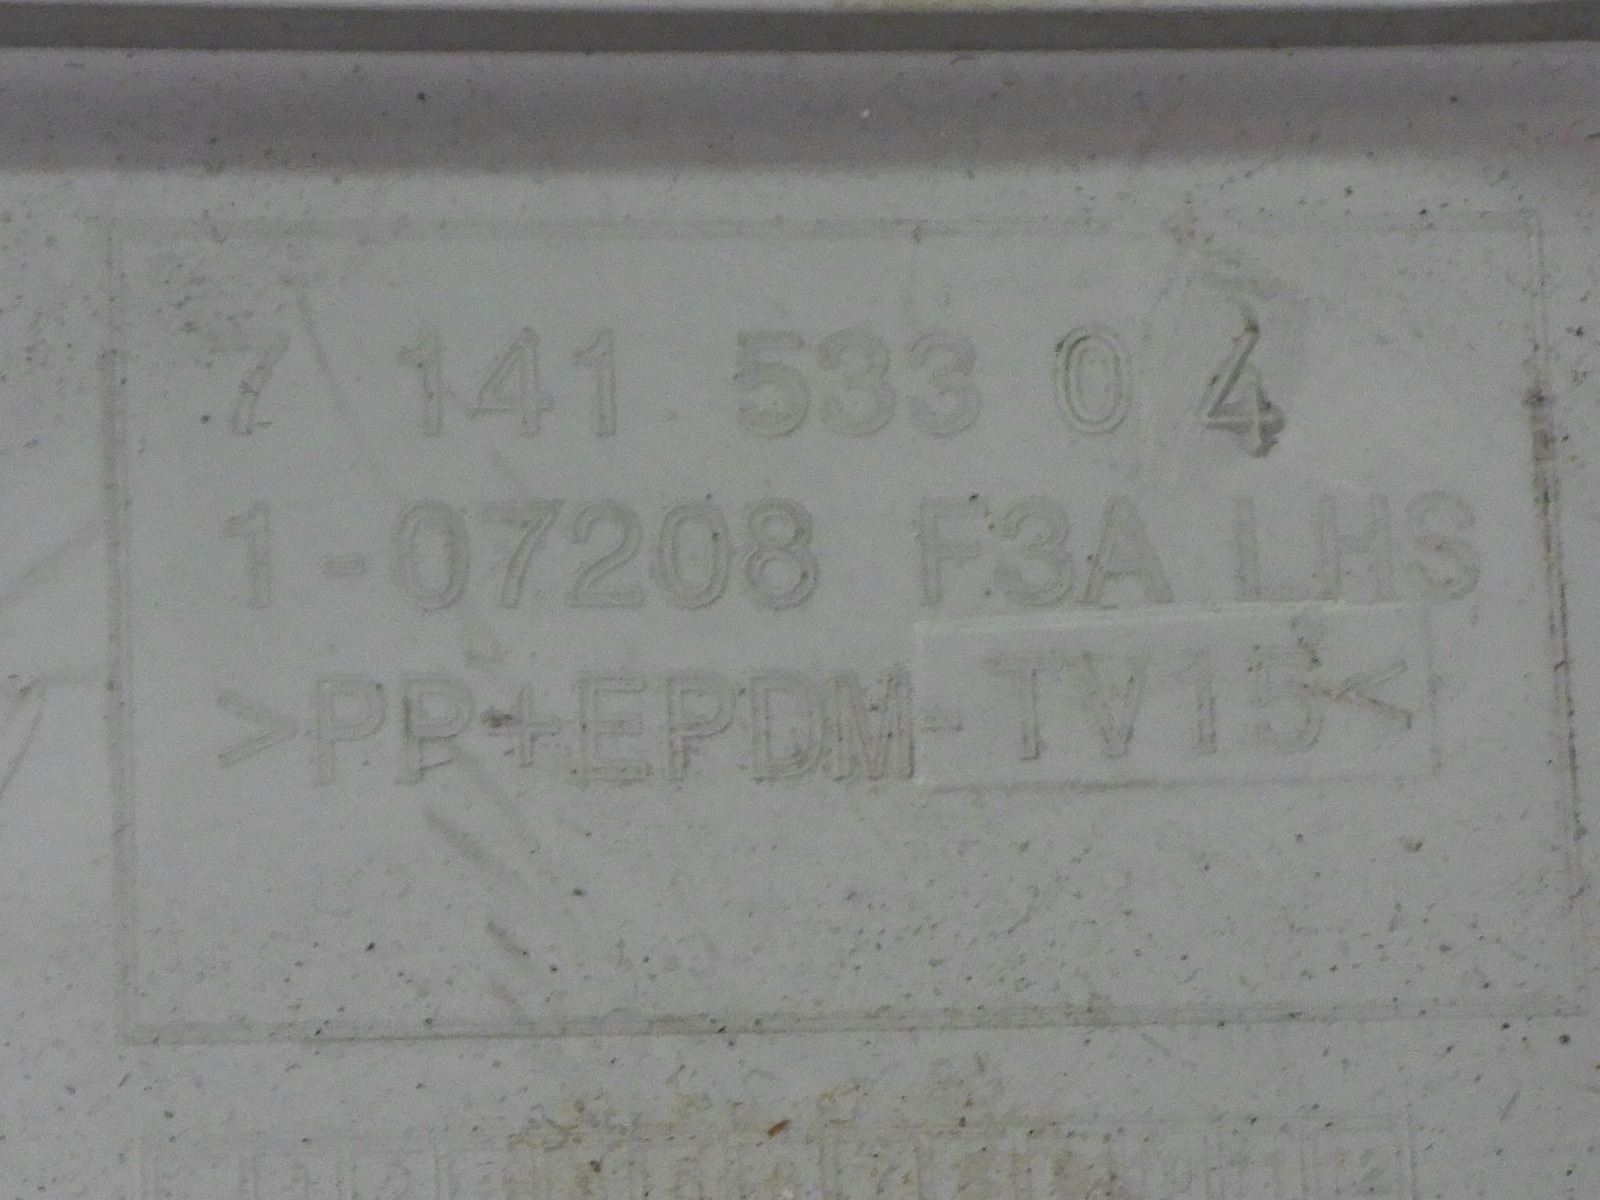 7 141 533 0 4
1-07208 F3A LHS
>PP+EPDM-TV15<